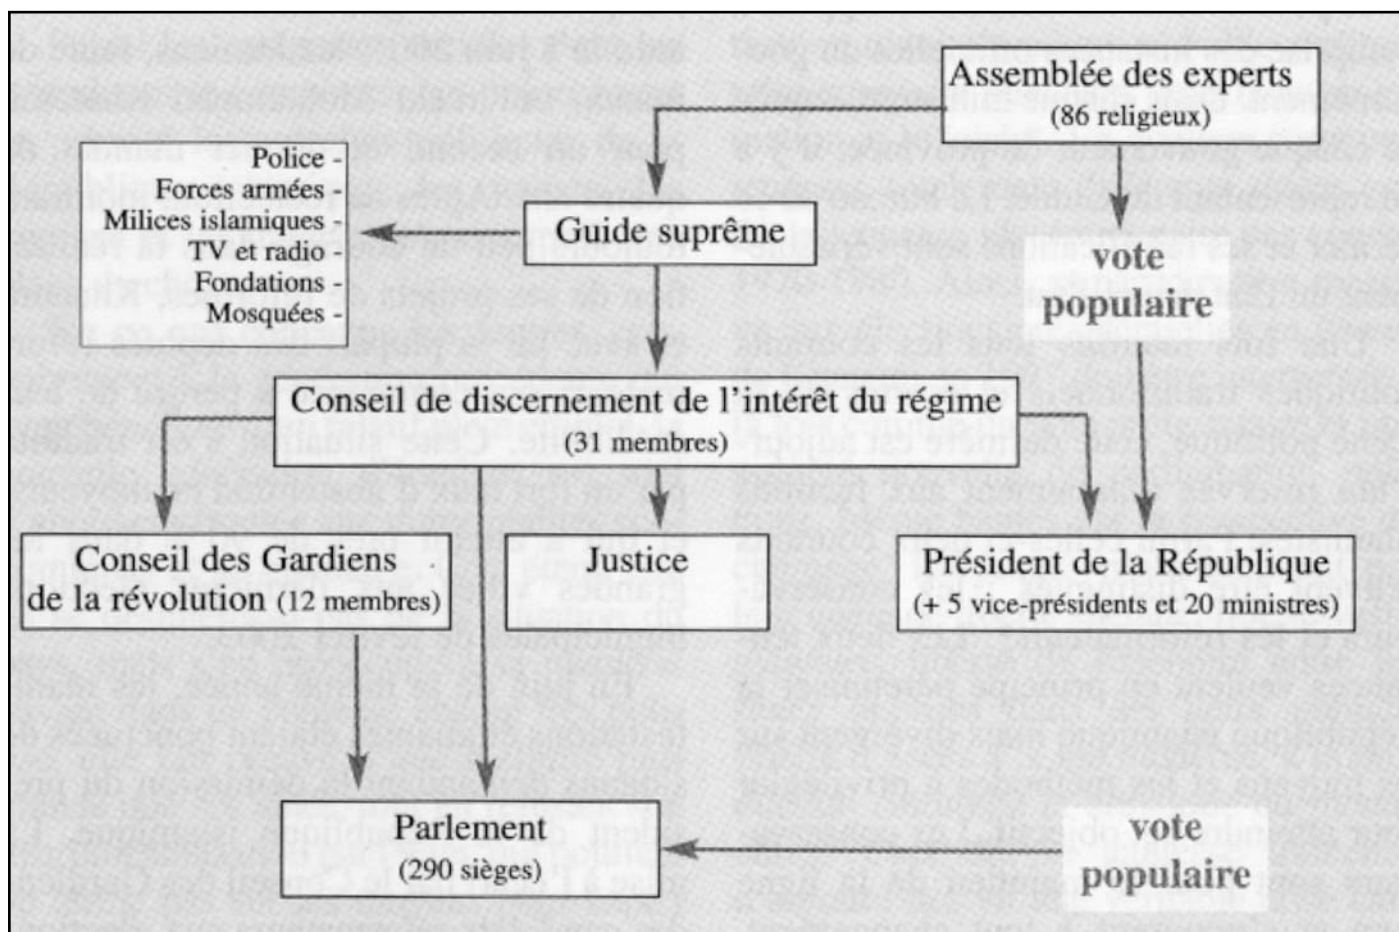 Assemblée des experts
(86 religieux)
Police -
Forces armées -
Milices islamiques -
TV et radio -
Fondations -
Mosquées -
Guide suprême
vote
populaire
Conseil de discernement de l'intérêt du régime
(31 membres)
Conseil des Gardiens
de la révolution (12 membres)
Justice
Président de la République
(+ 5 vice-présidents et 20 ministres)
Parlement
(290 sièges)
vote
populaire